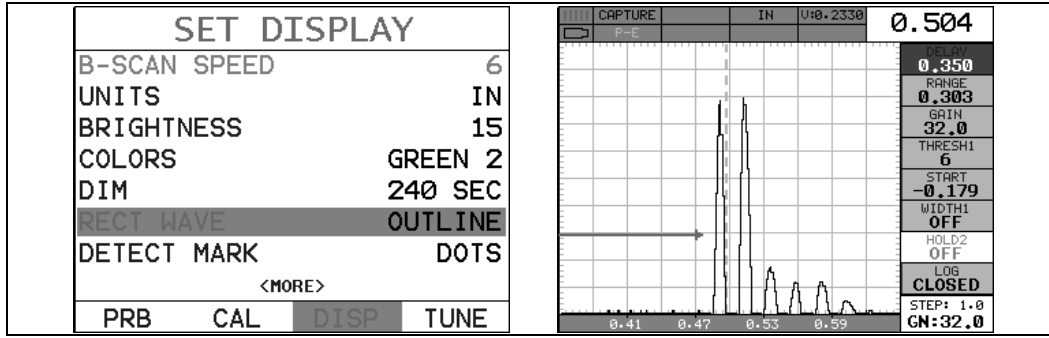 SET DISPLAY
B-SCAN SPEED 6
UNITS IN
BRIGHTNESS 15
COLORS GREEN 2
DIM 240 SEC
RECT WAVE OUTLINE
DETECT MARK DOTS
<MORE>
PRB CAL DISP TUNE
CAPTURE IN V:0.2330
P-E
0.504
DELAY
0.350
RANGE
0.303
GAIN
32.0
THRESH1
6
START
-0.179
WIDTH1
OFF
HOLD2
OFF
LOG
CLOSED
STEP: 1.0
GN:32.0
0.41 0.47 0.53 0.59